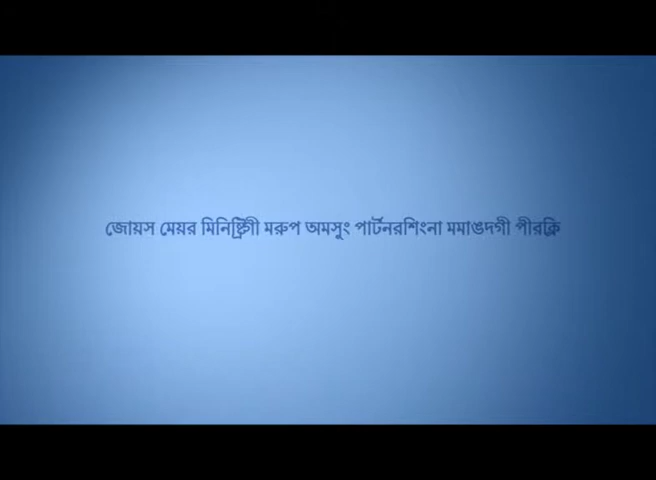 জোয়স মেয়র মিনিষ্ট্রিগী মরুপ অমসুং পার্টনরশিংনা মমাঙদগী পীরক্লি